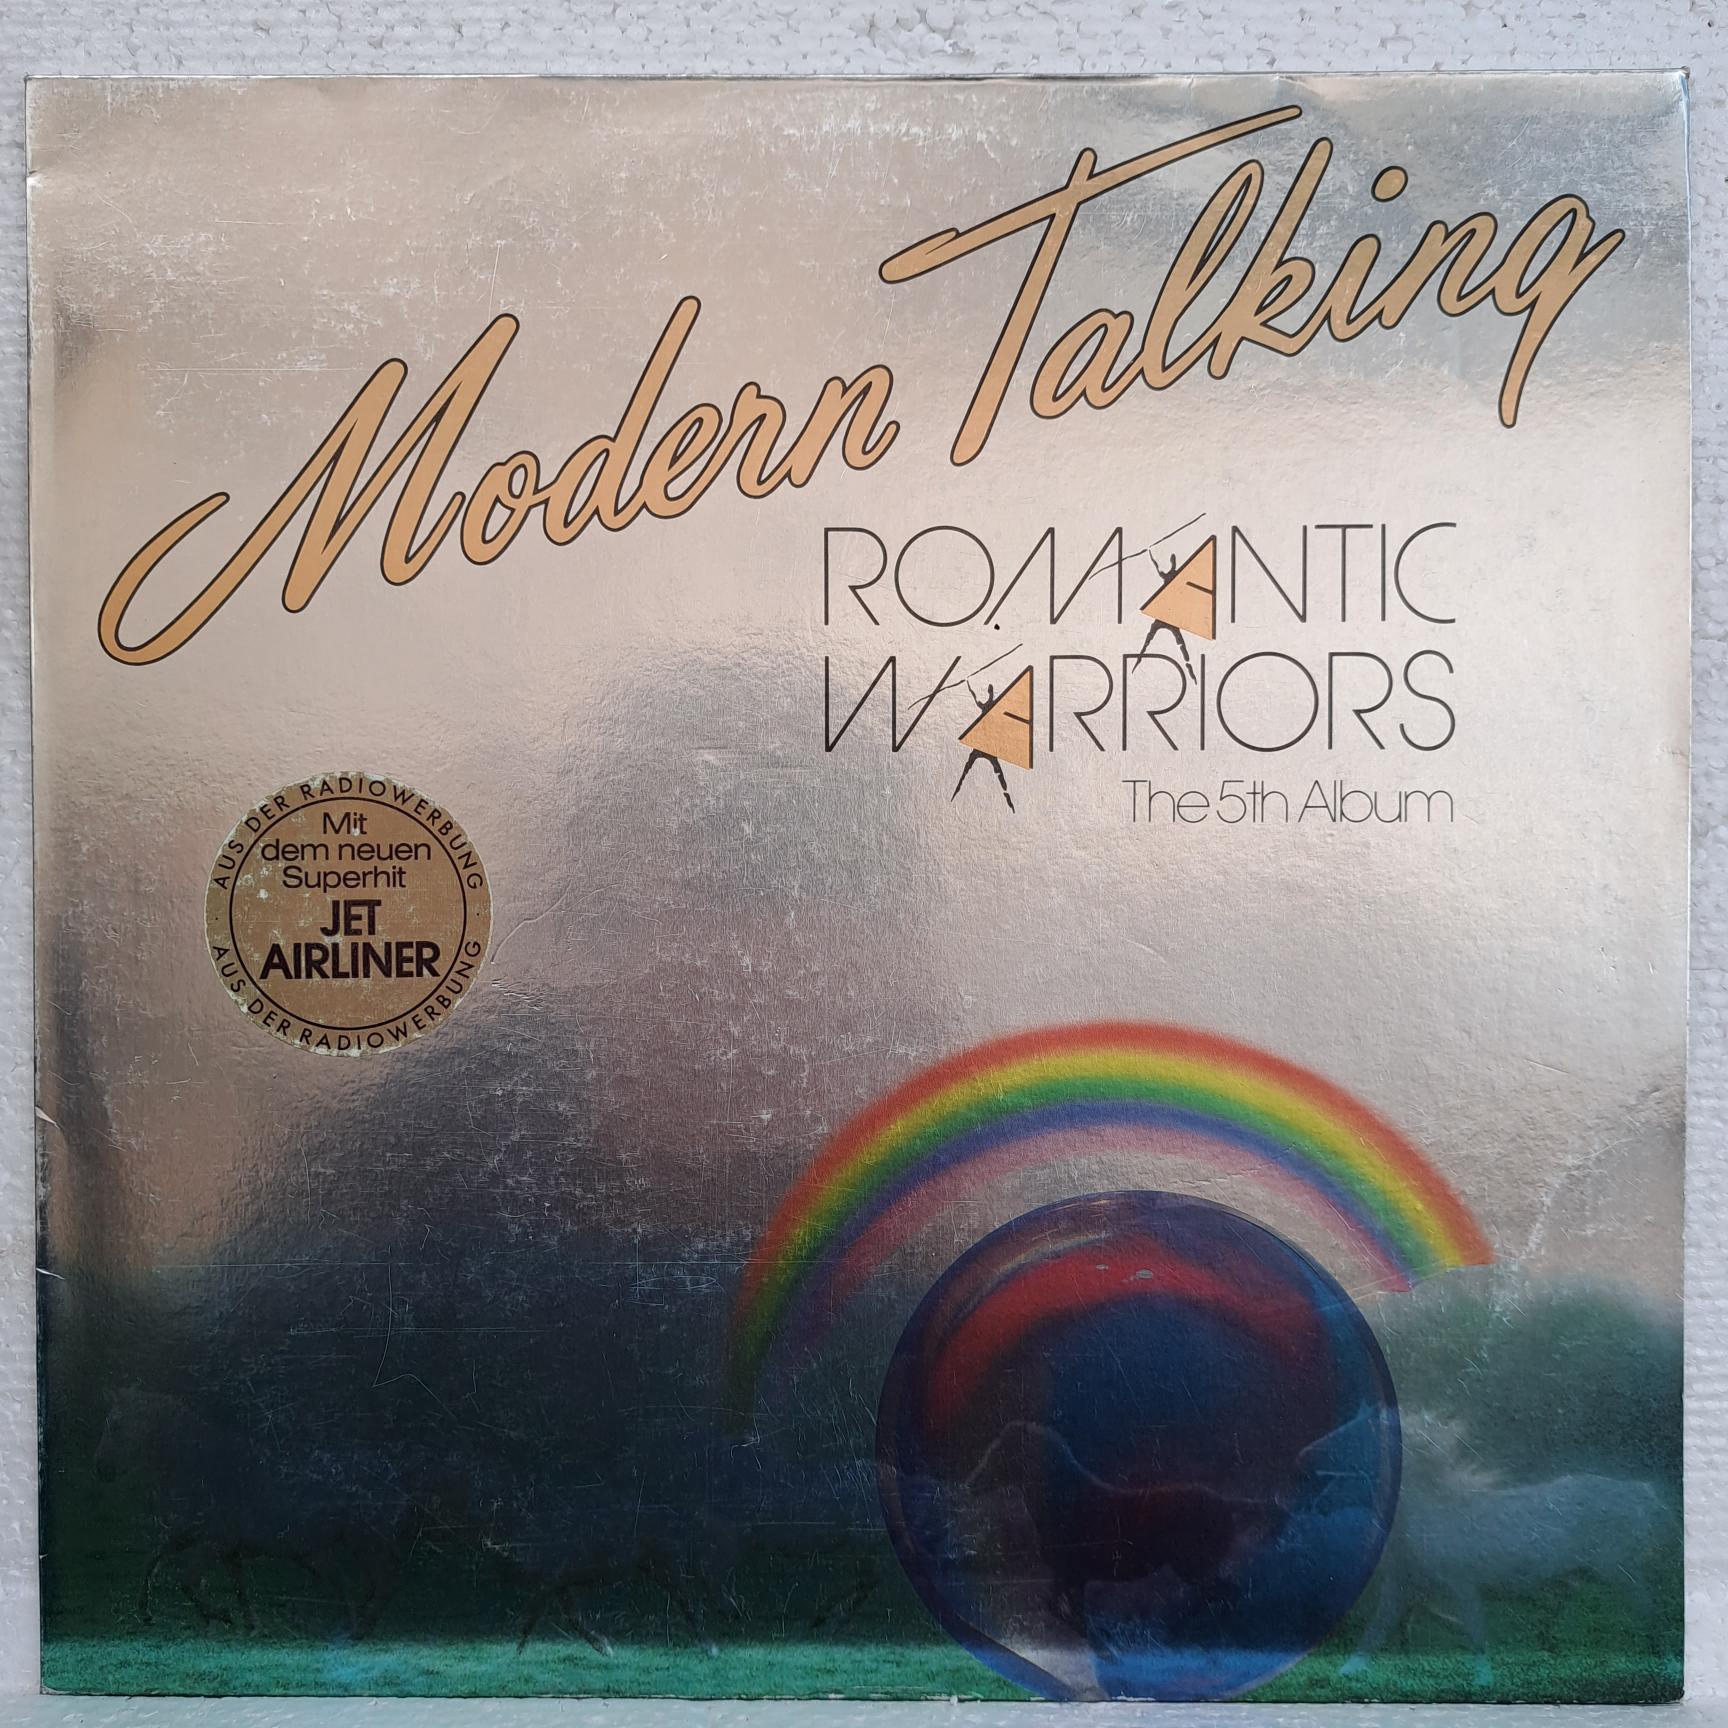 Modern Talking
ROMANTIC
WARRIORS
The 5th Album
AUS DER RADIOWERBUNG
Mit
dem neuen
Superhit
JET
AIRLINER
AUS DER RADIOWERBUNG